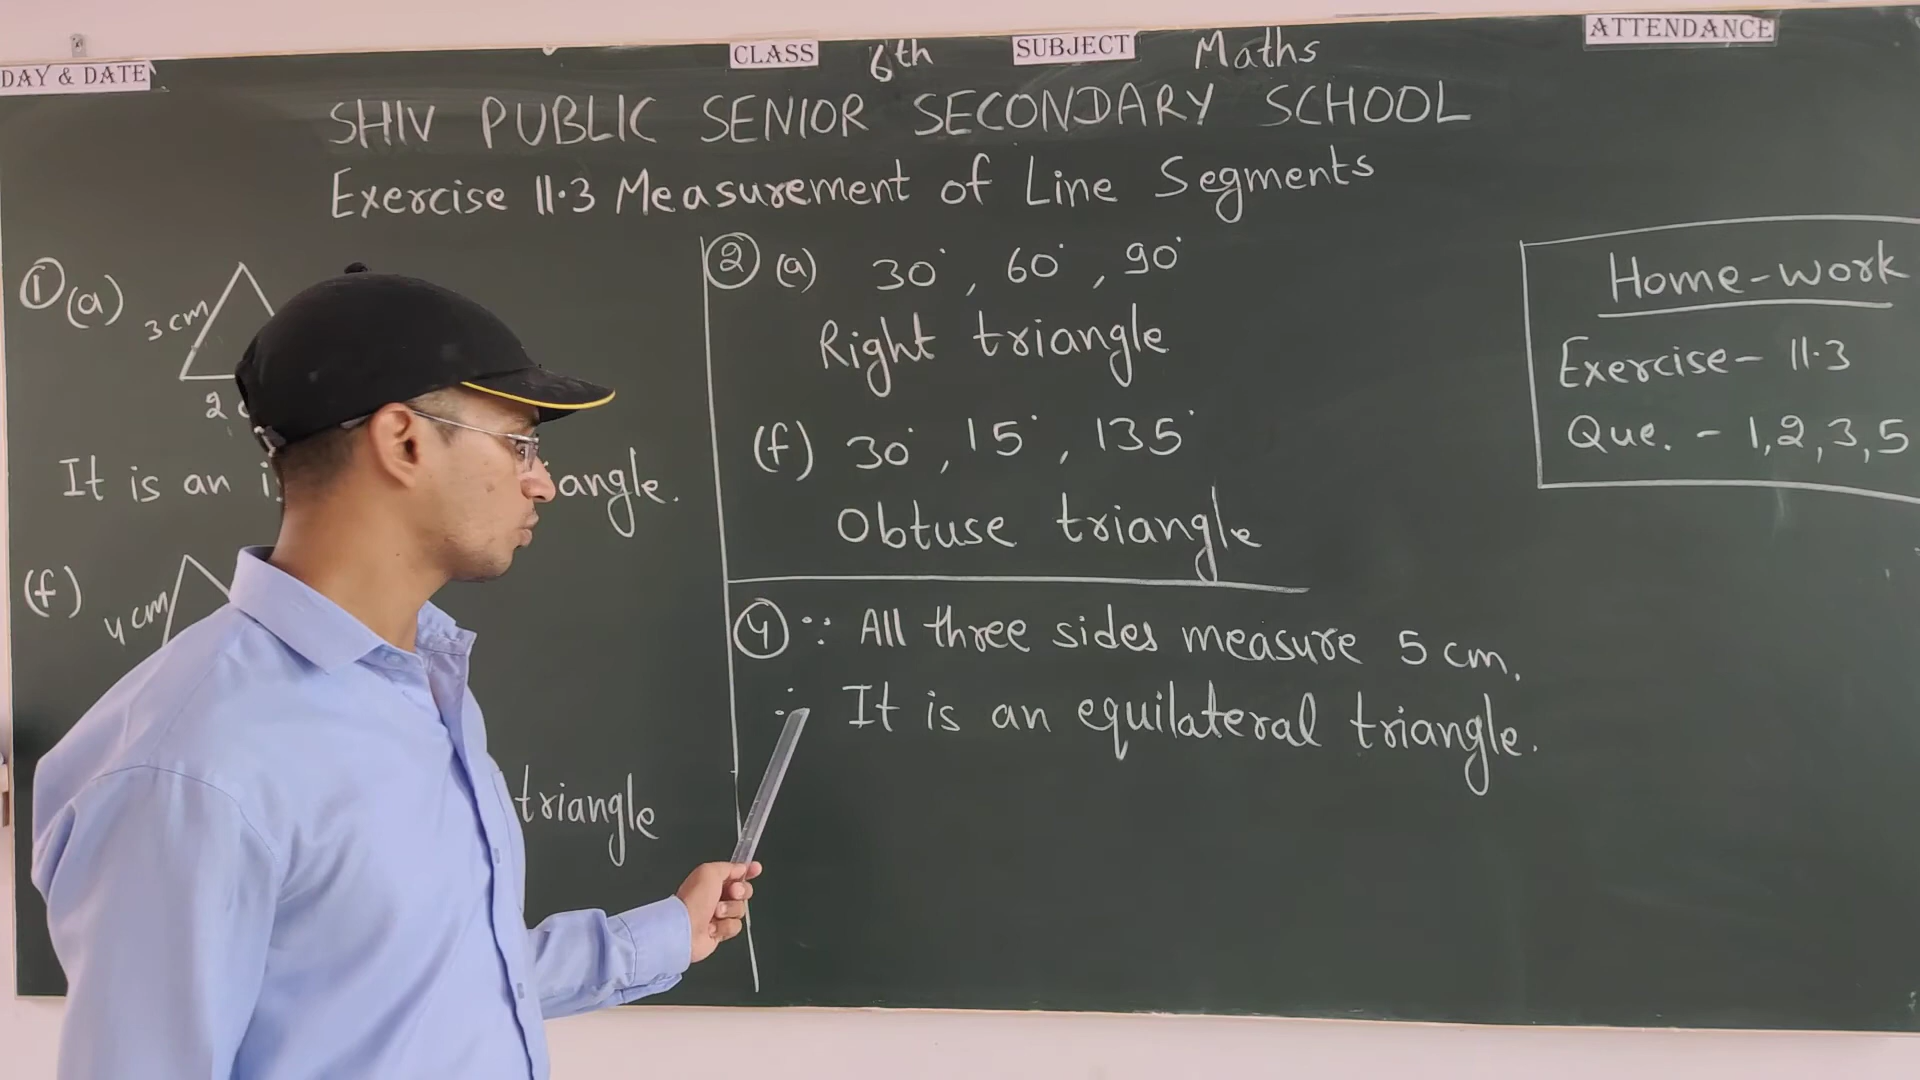 DAY & DATE CLASS 6th SUBJECT Maths ATTENDANCE
SHIV PUBLIC SENIOR SECONDARY SCHOOL
Exercise 11.3 Measurement of Line Segments
① (a)
3 cm
2
It is an angle.
(f)
4 cm
triangle
② (a) 30°, 60°, 90°
Right triangle
(f) 30°, 15°, 135°
Obtuse triangle
④ ∵ All three sides measure 5 cm.
∴ It is an equilateral triangle.
Home-work
Exercise - 11.3
Que. - 1,2,3,5